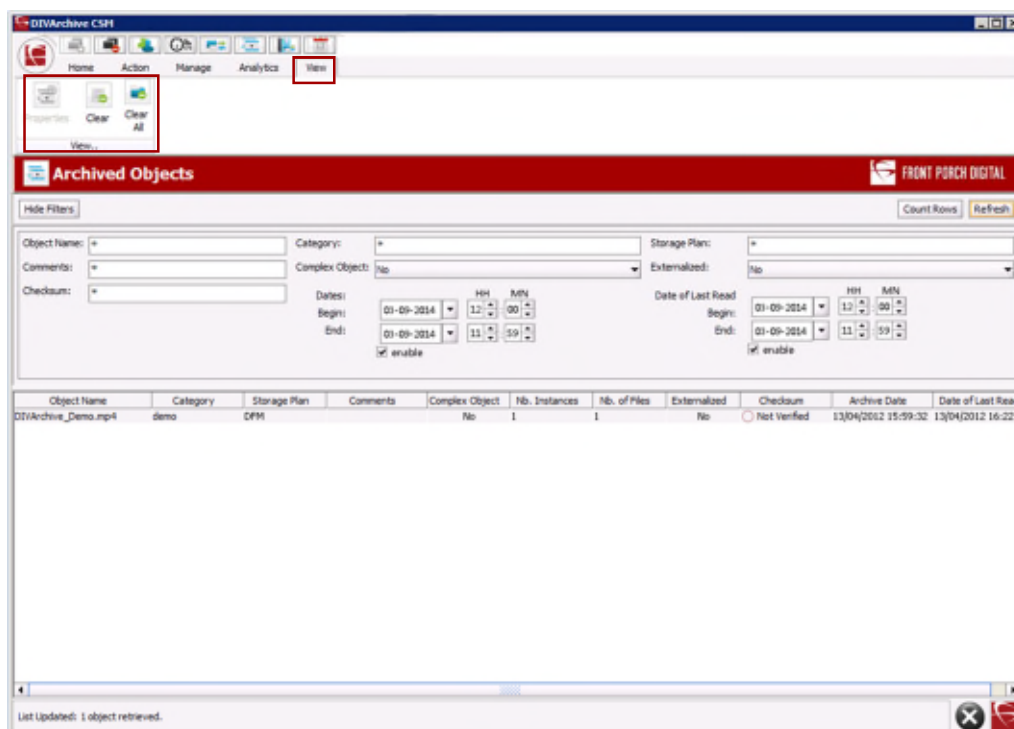 DIVArchive CSM
Home Action Manage Analytics View
Properties Clear Clear All
View...
Archived Objects FRONT PORCH DIGITAL
Hide Filters Count Rows Refresh
Object Name: * Category: * Storage Plan: *
Comments: * Complex Object: No Externalized: No
Checksum: *
Dates: HH MN Date of Last Read HH MN
Begin: 03-09-2014 12 : 00 Begin: 03-09-2014 12 : 00
End: 03-09-2014 11 : 59 End: 03-09-2014 11 : 59
enable enable
Object Name Category Storage Plan Comments Complex Object Nb. Instances Nb. of Files Externalized Checksum Archive Date Date of Last Rea
DIVArchive_Demo.mp4 demo DFM No 1 1 No Not Verified 13/04/2012 15:59:32 13/04/2012 16:22
List Updated: 1 object retrieved.